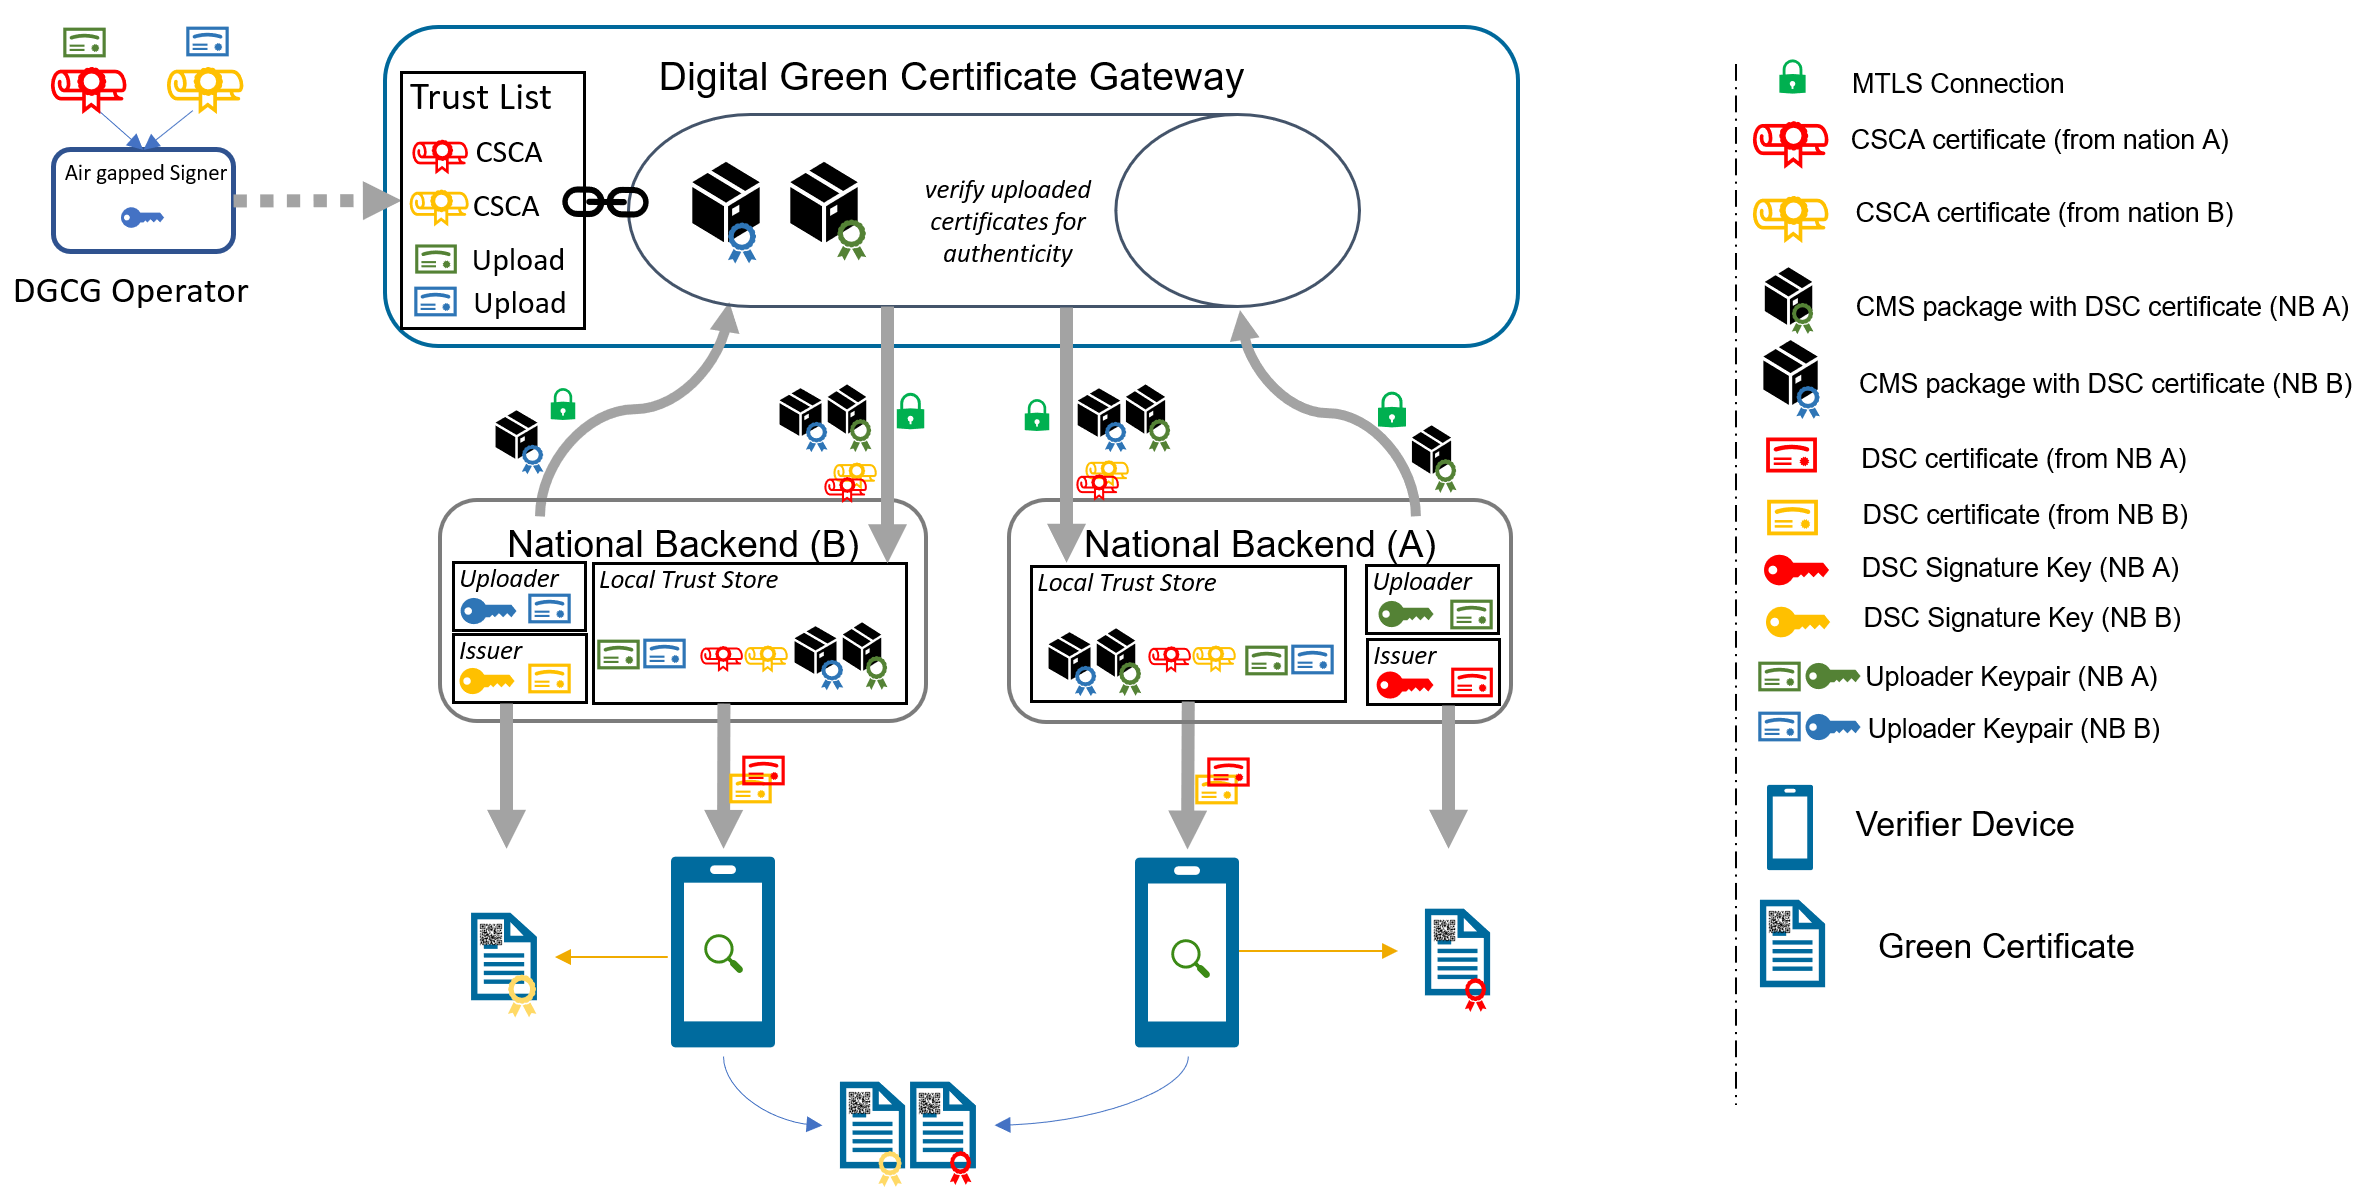 Digital Green Certificate Gateway
Trust List
CSCA
CSCA
Upload
Upload
verify uploaded
certificates for
authenticity
Air gapped Signer
DGCG Operator
National Backend (B)
Uploader
Issuer
Local Trust Store
National Backend (A)
Local Trust Store
Uploader
Issuer
MTLS Connection
CSCA certificate (from nation A)
CSCA certificate (from nation B)
CMS package with DSC certificate (NB A)
CMS package with DSC certificate (NB B)
DSC certificate (from NB A)
DSC certificate (from NB B)
DSC Signature Key (NB A)
DSC Signature Key (NB B)
Uploader Keypair (NB A)
Uploader Keypair (NB B)
Verifier Device
Green Certificate